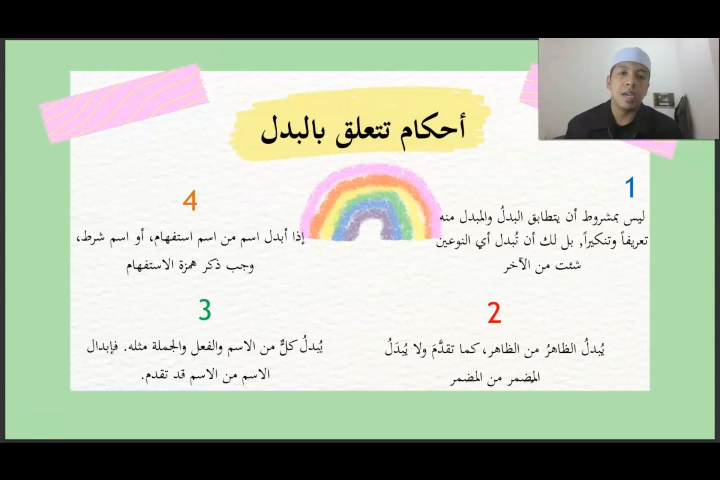 أحكام تتعلق بالبدل
1
ليس بمشروط أن يتطابق البدلُ والمبدل منه
تعريفاً وتنكيراً, بل لك أن تُبدل أي النوعين
شئت من الآخر
2
يُبدلُ الظاهرُ من الظاهر، كما تقدَّمَ ولا يُبدَلُ
المضمر من المضمر
3
يُبدلُ كلٌّ من الاسم والفعل والجملة مثله. فإبدال
الاسم من الاسم قد تقدم.
4
إذا أبدل اسم من اسم استفهام، أو اسم شرط،
وجب ذكر همزة الاستفهام